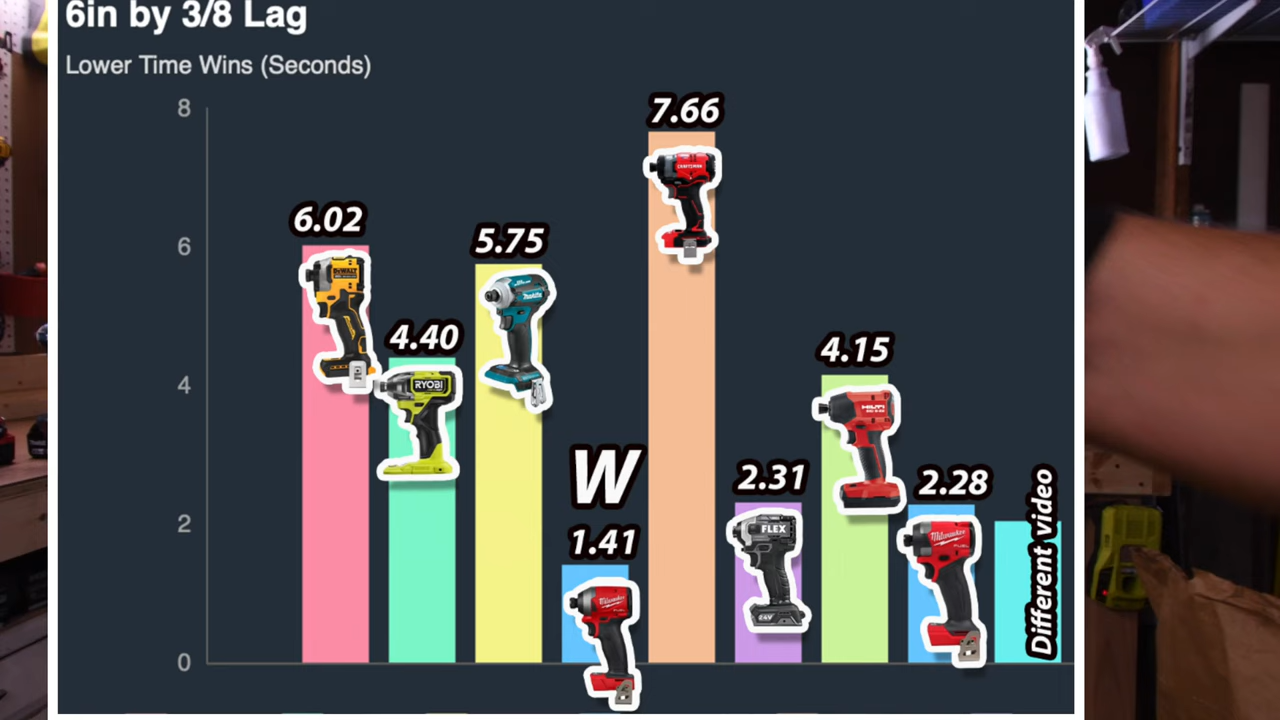 6in by 3/8 Lag
Lower Time Wins (Seconds)
8
6
4
2
0
6.02
4.40
5.75
W
1.41
7.66
2.31
4.15
2.28
Different video
DEWALT
RYOBI
Makita
Milwaukee
CRAFTSMAN
FLEX
24V
HILTI
Milwaukee
FUEL